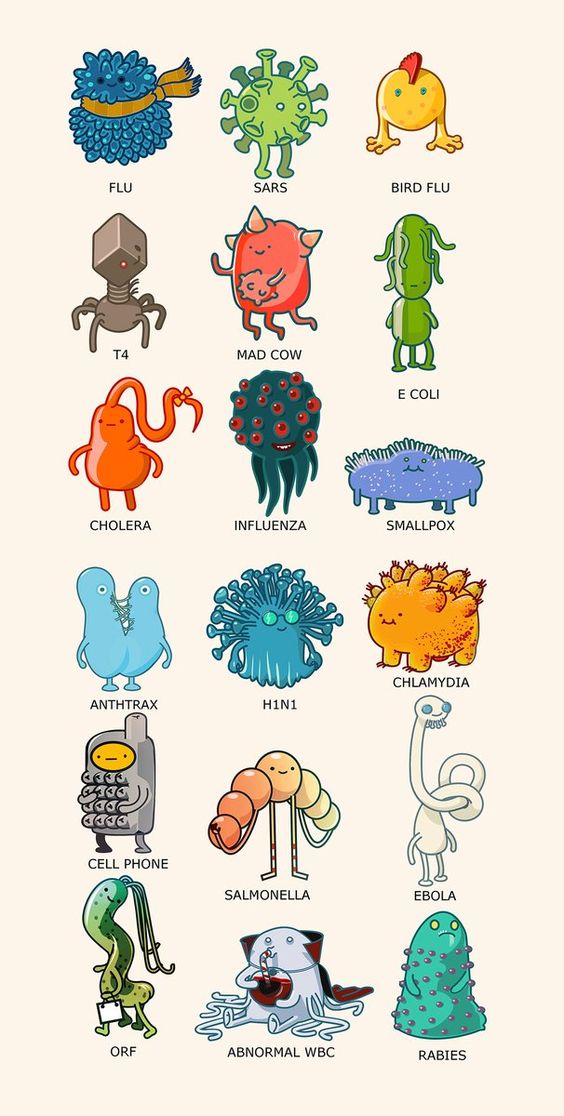 FLU
SARS
BIRD FLU
T4
MAD COW
E COLI
CHOLERA
INFLUENZA
SMALLPOX
ANTHTRAX
H1N1
CHLAMYDIA
CELL PHONE
SALMONELLA
EBOLA
ORF
ABNORMAL WBC
RABIES